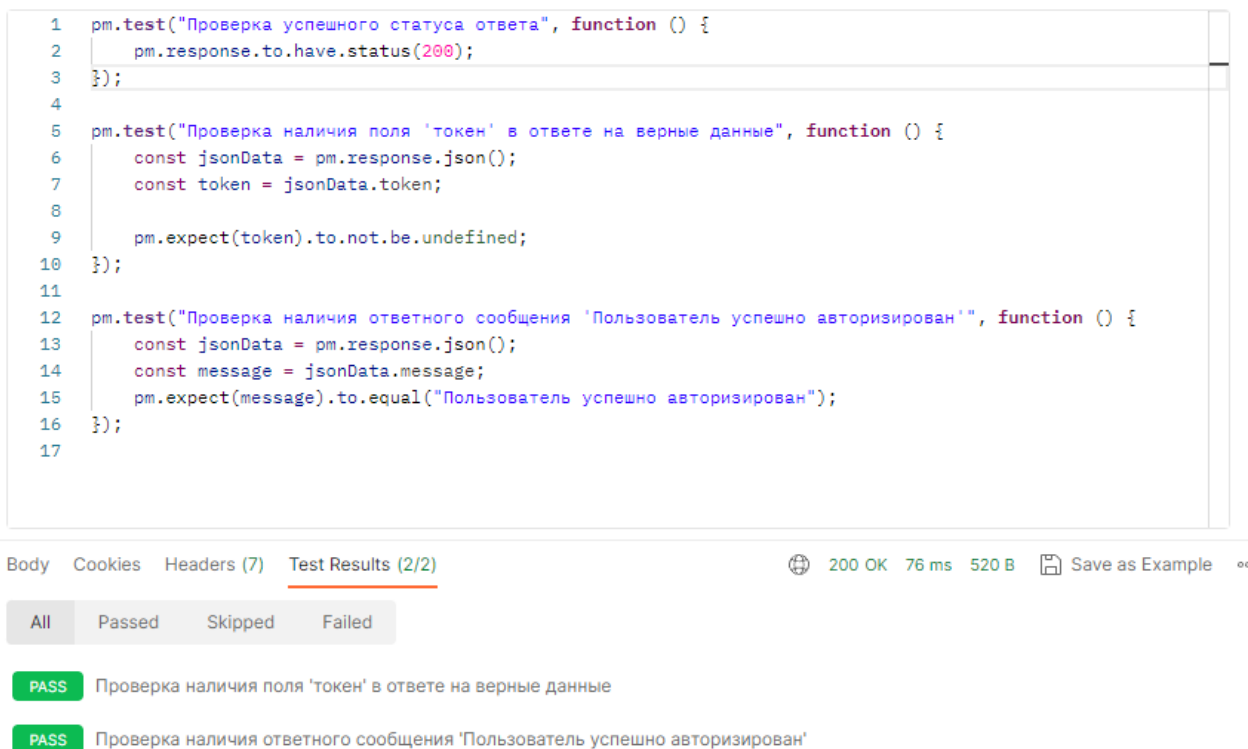 1 pm.test("Проверка успешного статуса ответа", function () {
2 pm.response.to.have.status(200);
3 });
4
5 pm.test("Проверка наличия поля 'токен' в ответе на верные данные", function () {
6 const jsonData = pm.response.json();
7 const token = jsonData.token;
8
9 pm.expect(token).to.not.be.undefined;
10 });
11
12 pm.test("Проверка наличия ответного сообщения 'Пользователь успешно авторизирован'", function () {
13 const jsonData = pm.response.json();
14 const message = jsonData.message;
15 pm.expect(message).to.equal("Пользователь успешно авторизирован");
16 });
17
Body Cookies Headers (7) Test Results (2/2) 200 OK 76 ms 520 B Save as Example
All Passed Skipped Failed
PASS Проверка наличия поля 'токен' в ответе на верные данные
PASS Проверка наличия ответного сообщения 'Пользователь успешно авторизирован'